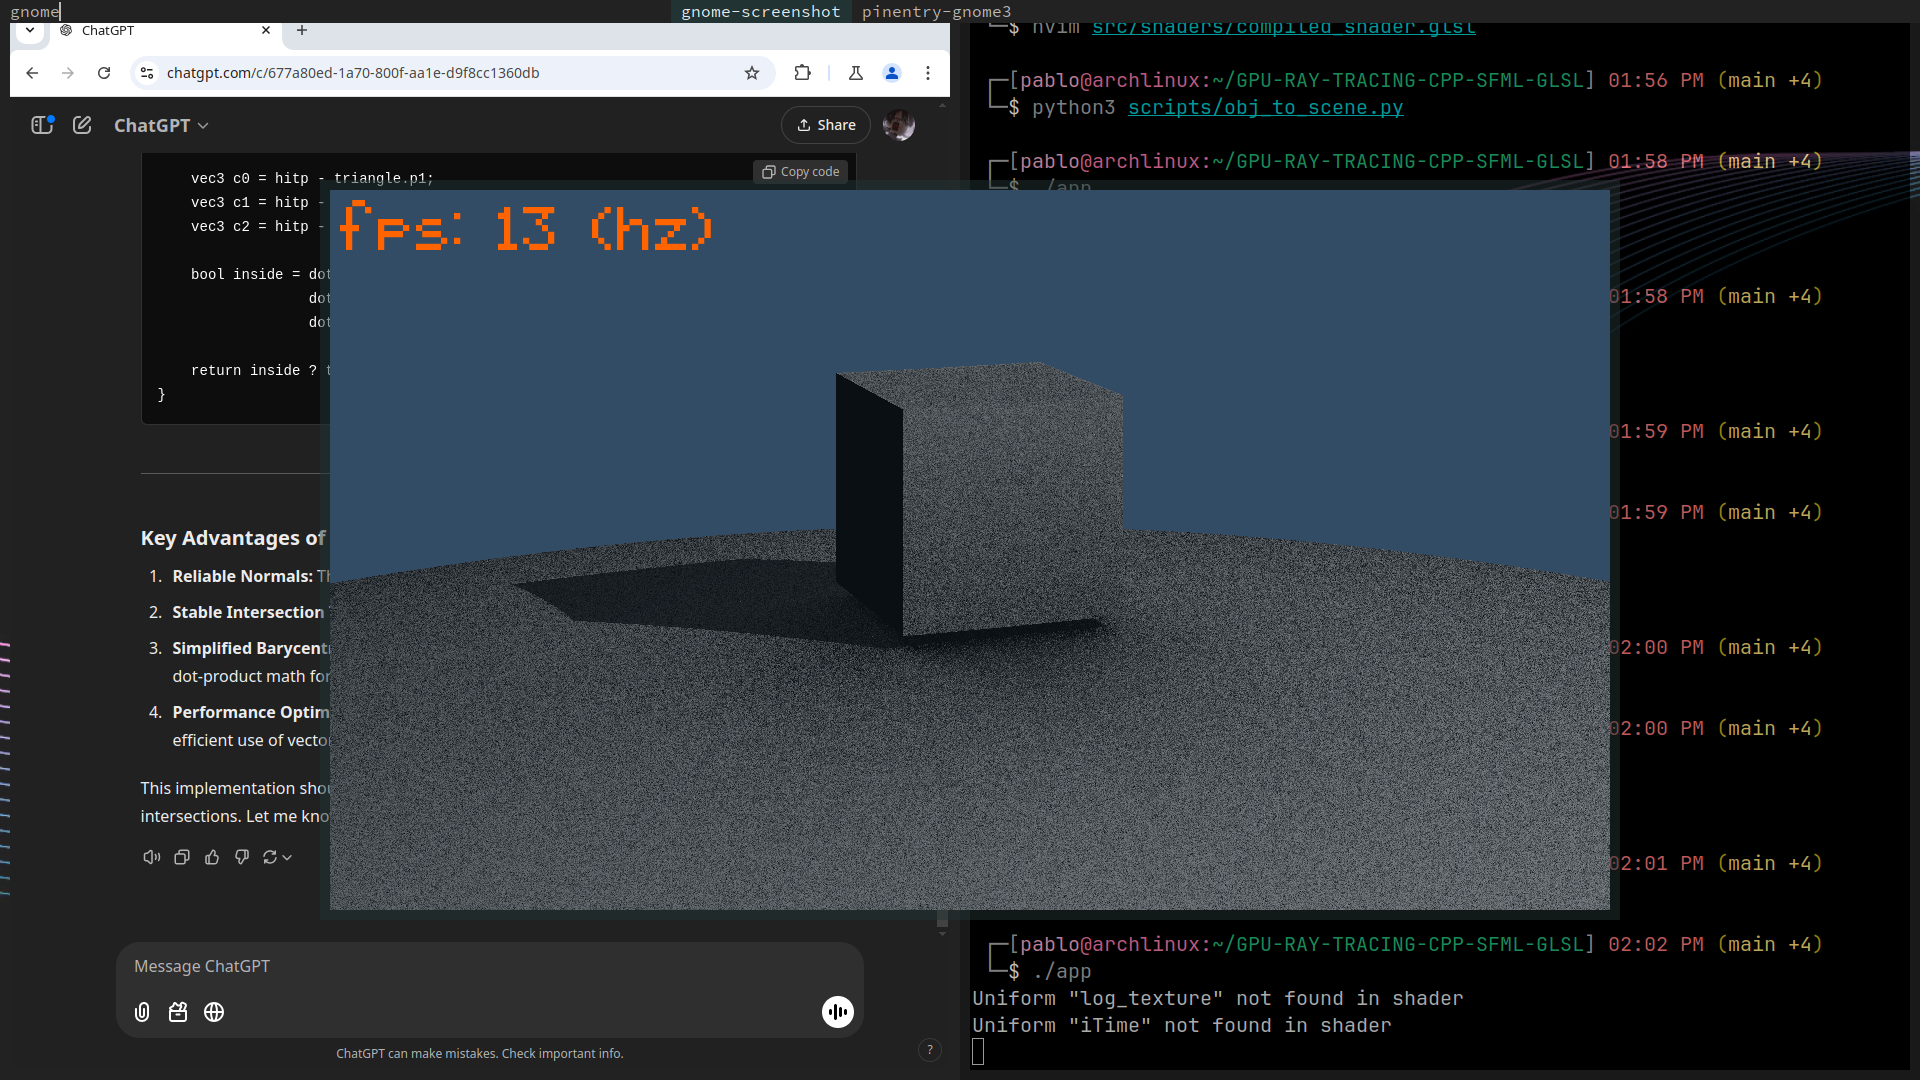 gnome
gnome-screenshot pinentry-gnome3
ChatGPT
chatgpt.com/c/677a80ed-1a70-800f-aa1e-d9f8cc1360db
ChatGPT
Share
Copy code
vec3 c0 = hitp - triangle.p1;
vec3 c1 = hitp -
vec3 c2 = hitp -
bool inside = dot
dot
dot
return inside ?
}
Key Advantages of
1. Reliable Normals:
2. Stable Intersection
3. Simplified
dot-product math for
4. Performance
efficient use of
This implementation
intersections. Let me
Message ChatGPT
ChatGPT can make mistakes. Check important info.
?
fps: 13 (hz)
$ nvim src/shaders/compiled_shader.glsl
[pablo@archlinux:~/GPU-RAY-TRACING-CPP-SFML-GLSL] 01:56 PM (main +4)
$ python3 scripts/obj_to_scene.py
[pablo@archlinux:~/GPU-RAY-TRACING-CPP-SFML-GLSL] 01:58 PM (main +4)
$ ./app
01:58 PM (main +4)
01:59 PM (main +4)
01:59 PM (main +4)
02:00 PM (main +4)
02:00 PM (main +4)
02:01 PM (main +4)
[pablo@archlinux:~/GPU-RAY-TRACING-CPP-SFML-GLSL] 02:02 PM (main +4)
$ ./app
Uniform "log_texture" not found in shader
Uniform "iTime" not found in shader